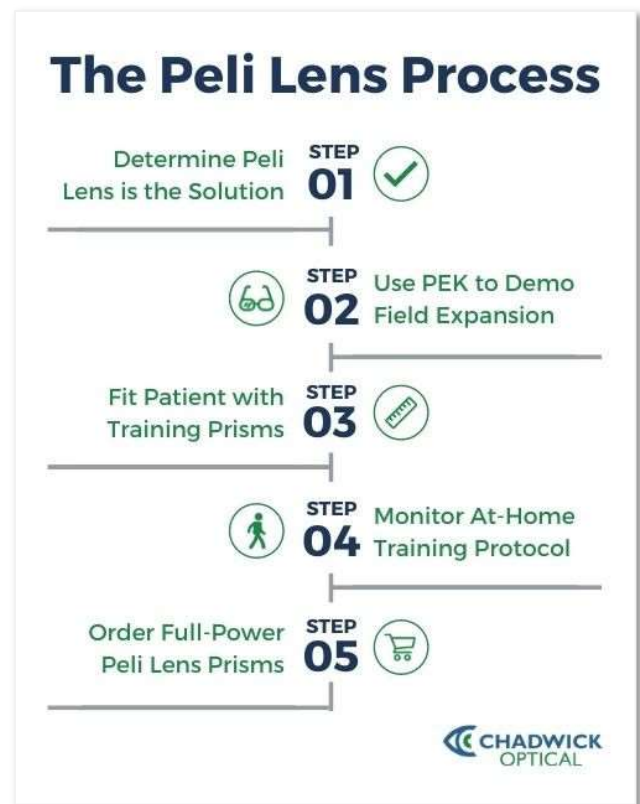 The Peli Lens Process
Determine Peli
Lens is the Solution
STEP
01
STEP
02
Use PEK to Demo
Field Expansion
Fit Patient with
Training Prisms
STEP
03
STEP
04
Monitor At-Home
Training Protocol
Order Full-Power
Peli Lens Prisms
STEP
05
CHADWICK
OPTICAL